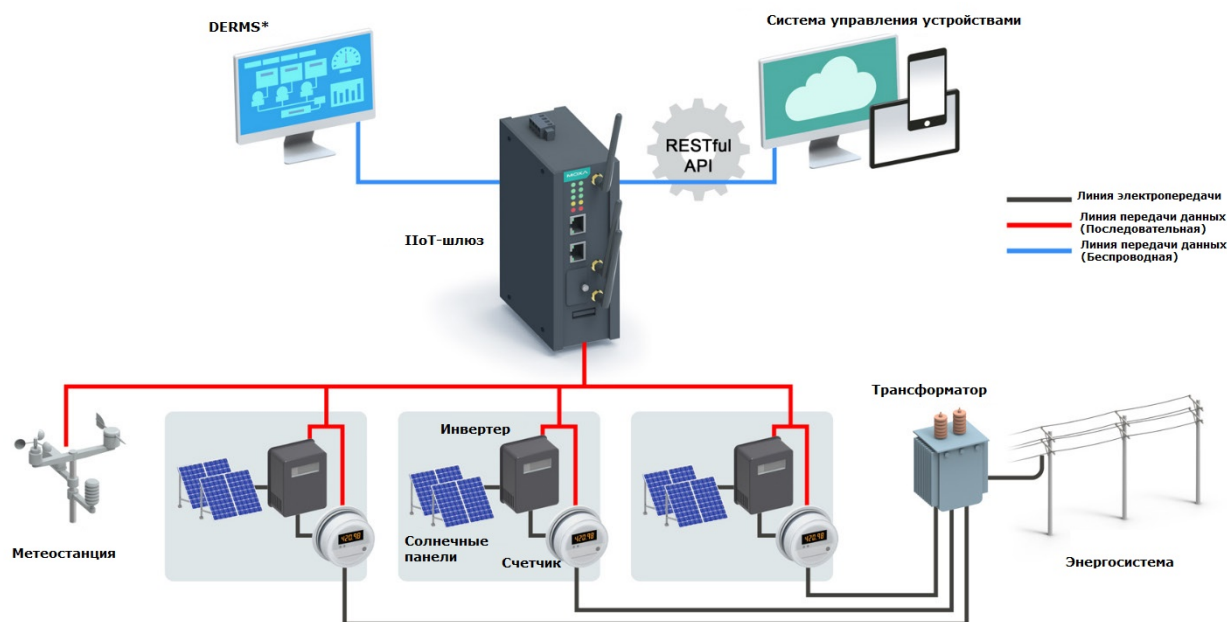 DERMS*
Система управления устройствами
MOXA
RESTful
API
IIoT-шлюз
Линия электропередачи
Линия передачи данных
(Последовательная)
Линия передачи данных
(Беспроводная)
Трансформатор
Инвертер
Метеостанция
Солнечные
панели
Счетчик
Энергосистема